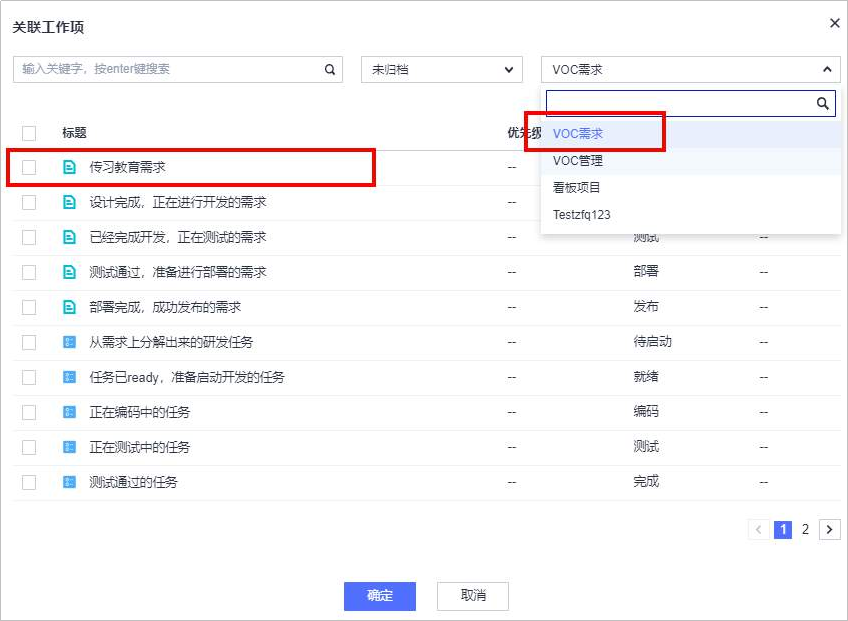 关联工作项
输入关键字，按enter键搜索
未归档
VOC需求
标题
优先级
VOC需求
VOC管理
看板项目
Testzfq123
传习教育需求 --
设计完成，正在进行开发的需求 --
已经完成开发，正在测试的需求 -- 测试 --
测试通过，准备进行部署的需求 -- 部署 --
部署完成，成功发布的需求 -- 发布 --
从需求上分解出来的研发任务 -- 待启动 --
任务已ready，准备启动开发的任务 -- 就绪 --
正在编码中的任务 -- 编码 --
正在测试中的任务 -- 测试 --
测试通过的任务 -- 完成 --
1 2
确定 取消